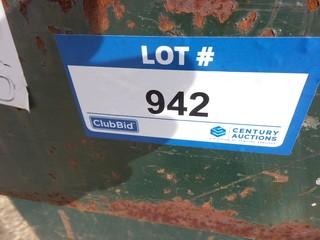 LOT #
942
ClubBid
CENTURY
AUCTIONS